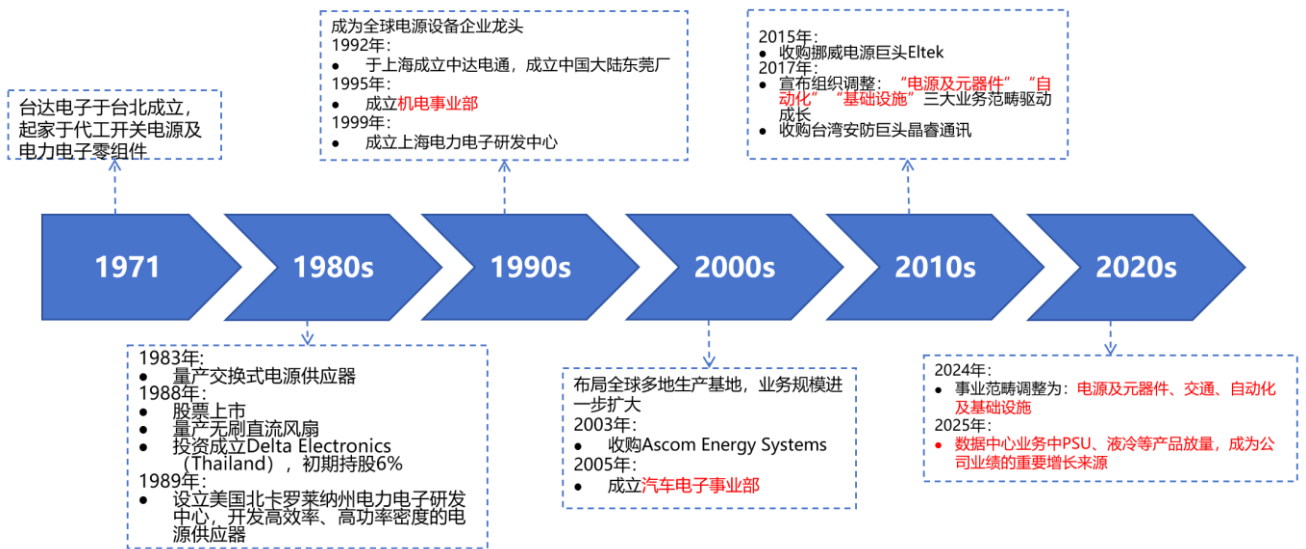 台达电子于台北成立，
起家于代工开关电源及
电力电子零组件
成为全球电源设备企业龙头
1992年：
● 于上海成立中达电通，成立中国大陆东莞厂
1995年：
● 成立机电事业部
1999年：
● 成立上海电力电子研发中心
2015年：
● 收购挪威电源巨头Eltek
2017年：
● 宣布组织调整：“电源及元器件”“自
动化”“基础设施”三大业务范畴驱动
成长
● 收购台湾安防巨头晶睿通讯
1971
1980s
1990s
2000s
2010s
2020s
1983年：
● 量产交换式电源供应器
1988年：
● 股票上市
● 量产无刷直流风扇
● 投资成立Delta Electronics
（Thailand），初期持股6%
1989年：
● 设立美国北卡罗莱纳州电力电子研发
中心，开发高效率、高功率密度的电
源供应器
布局全球多地生产基地，业务规模进
一步扩大
2003年：
● 收购Ascom Energy Systems
2005年：
● 成立汽车电子事业部
2024年：
● 事业范畴调整为：电源及元器件、交通、自动化
及基础设施
2025年：
● 数据中心业务中PSU、液冷等产品放量，成为公
司业绩的重要增长来源